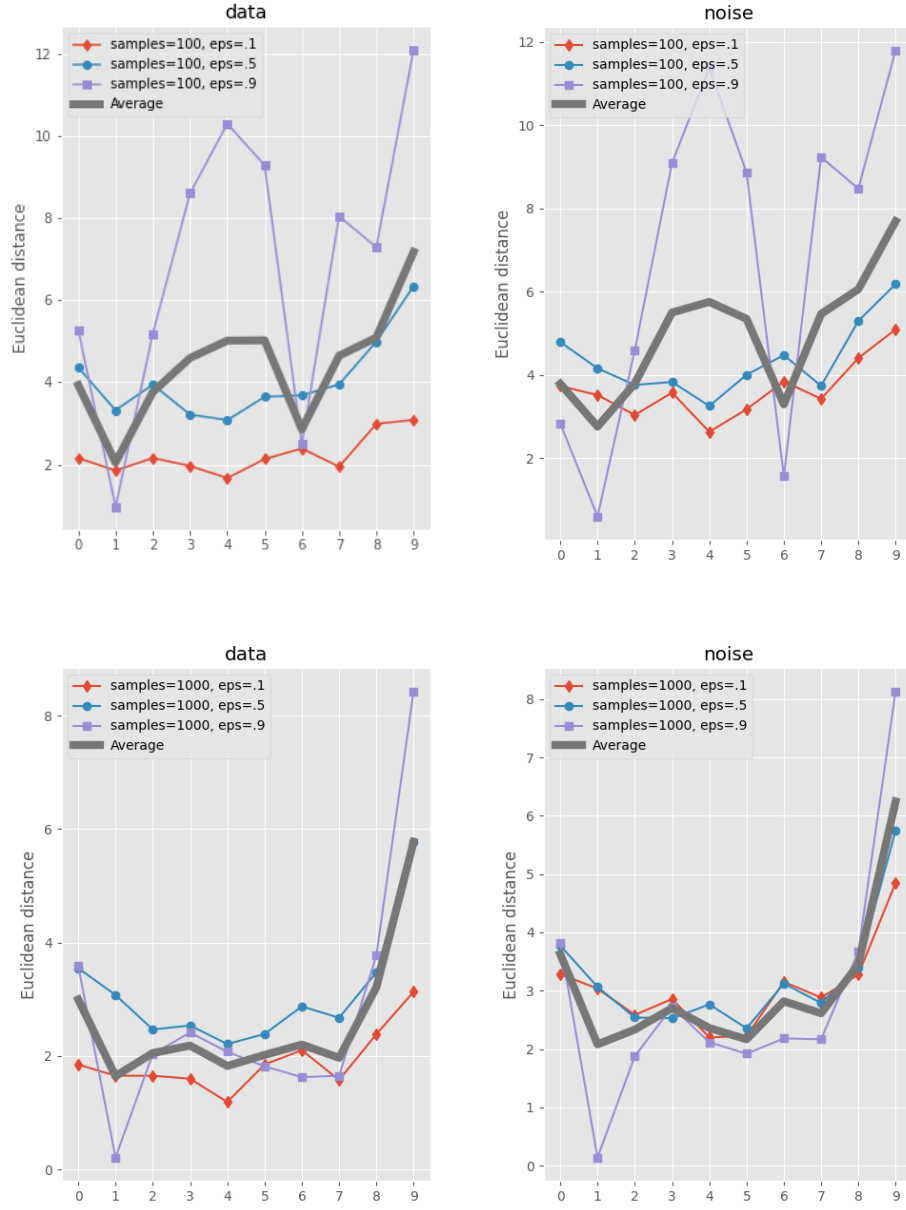 data
samples=100, eps=.1
samples=100, eps=.5
samples=100, eps=.9
Average
12
10
8
6
4
2
Euclidean distance
0 1 2 3 4 5 6 7 8 9
noise
samples=100, eps=.1
samples=100, eps=.5
samples=100, eps=.9
Average
12
10
8
6
4
2
Euclidean distance
0 1 2 3 4 5 6 7 8 9
data
samples=1000, eps=.1
samples=1000, eps=.5
samples=1000, eps=.9
Average
8
6
4
2
0
Euclidean distance
0 1 2 3 4 5 6 7 8 9
noise
samples=1000, eps=.1
samples=1000, eps=.5
samples=1000, eps=.9
Average
8
7
6
5
4
3
2
1
0
Euclidean distance
0 1 2 3 4 5 6 7 8 9